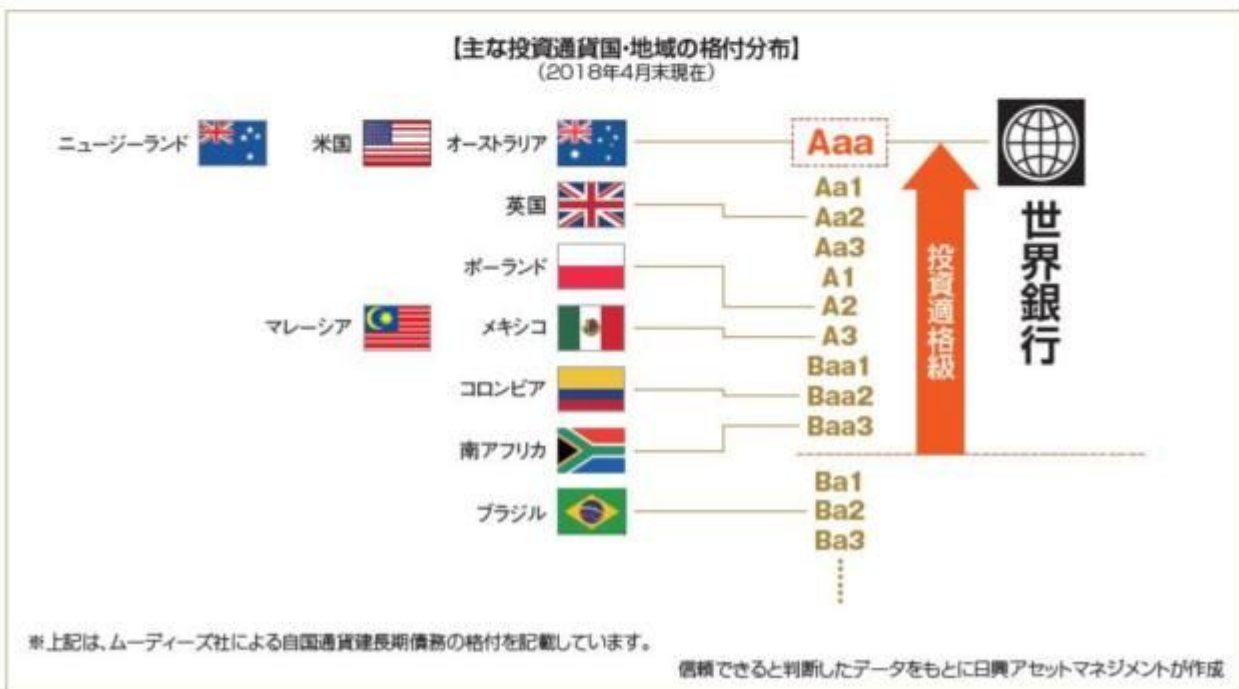 【主な投資通貨国・地域の格付分布】
(2018年4月末現在)
ニュージーランド 米国 オーストラリア Aaa
Aa1
英国 Aa2
Aa3
ポーランド A1
A2
マレーシア メキシコ A3
Baa1
コロンビア Baa2
Baa3
南アフリカ
Ba1
ブラジル Ba2
Ba3
投資適格級
世界銀行
※上記は、ムーディーズ社による自国通貨建長期債務の格付を記載しています。
信頼できると判断したデータをもとに日興アセットマネジメントが作成